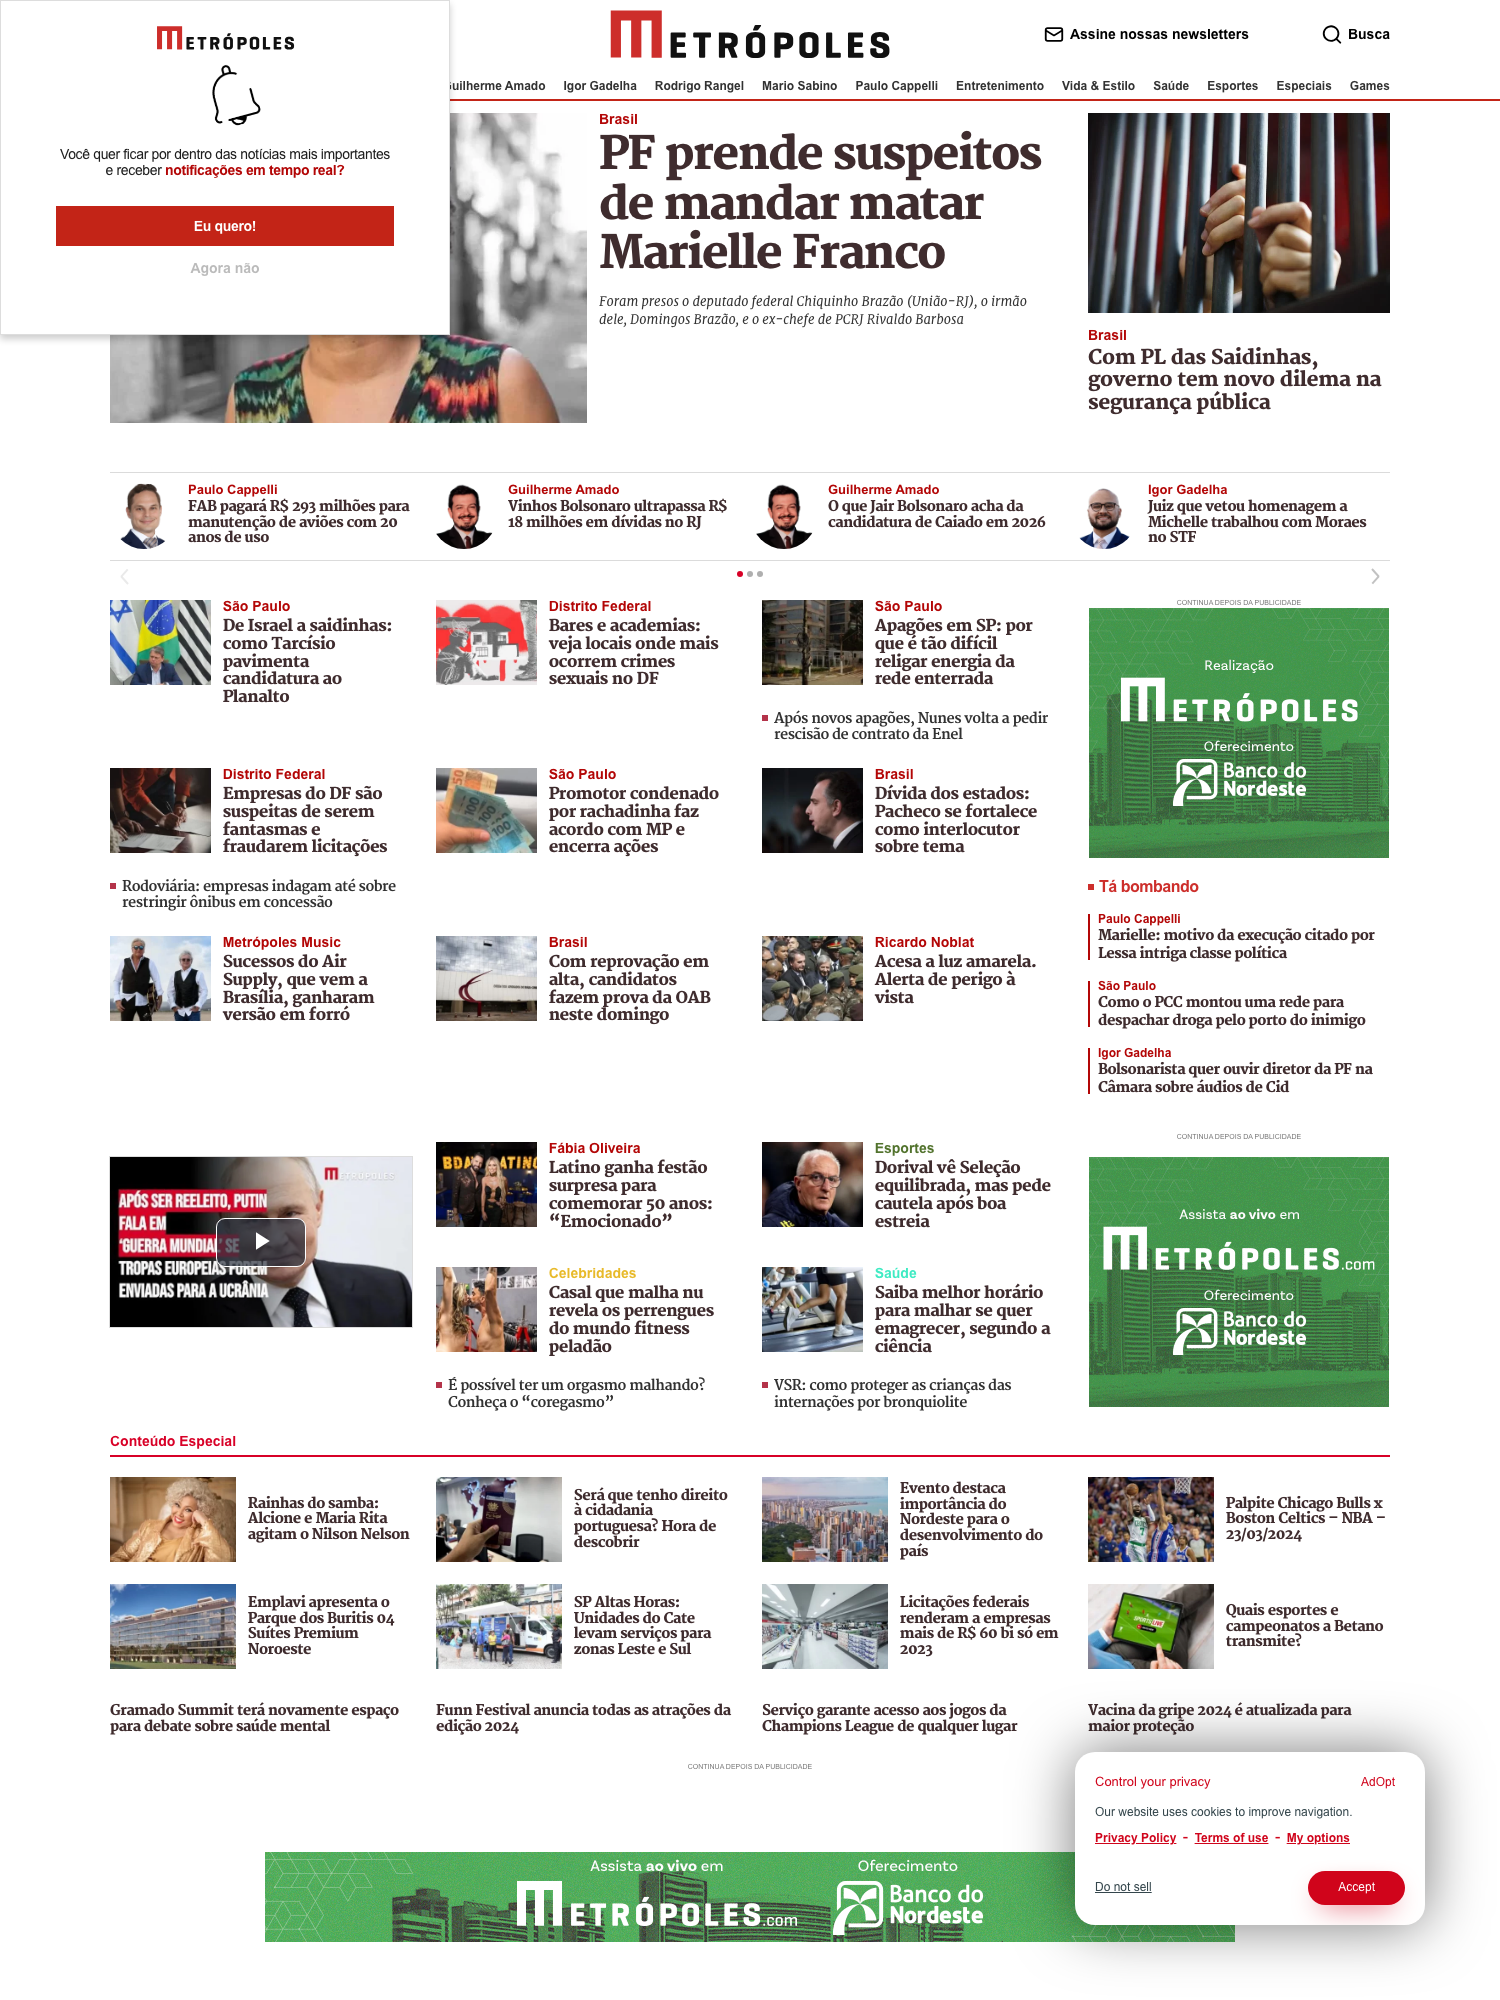 METRÓPOLES
Você quer ficar por dentro das notícias mais importantes
e receber notificações em tempo real?
Eu quero!
Agora não
METRÓPOLES
Assine nossas newsletters
Busca
Guilherme Amado
Igor Gadelha
Rodrigo Rangel
Mario Sabino
Paulo Cappelli
Entretenimento
Vida & Estilo
Saúde
Esportes
Especiais
Games
Brasil
PF prende suspeitos
de mandar matar
Marielle Franco
Foram presos o deputado federal Chiquinho Brazão (União-RJ), o irmão
dele, Domingos Brazão, e o ex-chefe de PCRJ Rivaldo Barbosa
Brasil
Com PL das Saidinhas,
governo tem novo dilema na
segurança pública
Paulo Cappelli
FAB pagará R$ 293 milhões para
manutenção de aviões com 20
anos de uso
Guilherme Amado
Vinhos Bolsonaro ultrapassa R$
18 milhões em dívidas no RJ
Guilherme Amado
O que Jair Bolsonaro acha da
candidatura de Caiado em 2026
Igor Gadelha
Juiz que vetou homenagem a
Michelle trabalhou com Moraes
no STF
São Paulo
De Israel a saidinhas:
como Tarcísio
pavimenta
candidatura ao
Planalto
Distrito Federal
Bares e academias:
veja locais onde mais
ocorrem crimes
sexuais no DF
São Paulo
Apagões em SP: por
que é tão difícil
religar energia da
rede enterrada
Após novos apagões, Nunes volta a pedir
rescisão de contrato da Enel
CONTINUA DEPOIS DA PUBLICIDADE
Realização
METRÓPOLES
Oferecimento
Banco do
Nordeste
Distrito Federal
Empresas do DF são
suspeitas de serem
fantasmas e
fraudarem licitações
Rodoviária: empresas indagam até sobre
restringir ônibus em concessão
São Paulo
Promotor condenado
por rachadinha faz
acordo com MP e
encerra ações
Brasil
Dívida dos estados:
Pacheco se fortalece
como interlocutor
sobre tema
Tá bombando
Paulo Cappelli
Marielle: motivo da execução citado por
Lessa intriga classe política
São Paulo
Como o PCC montou uma rede para
despachar droga pelo porto do inimigo
Igor Gadelha
Bolsonarista quer ouvir diretor da PF na
Câmara sobre áudios de Cid
Metrópoles Music
Sucessos do Air
Supply, que vem a
Brasília, ganharam
versão em forró
Brasil
Com reprovação em
alta, candidatos
fazem prova da OAB
neste domingo
Ricardo Noblat
Acesa a luz amarela.
Alerta de perigo à
vista
METRÓPOLES
APÓS SER REELEITO, PUTIN
FALA EM
'GUERRA MUNDIAL' SE
TROPAS EUROPEIAS FOREM
ENVIADAS PARA A UCRÂNIA
Fábia Oliveira
Latino ganha festão
surpresa para
comemorar 50 anos:
“Emocionado”
Esportes
Dorival vê Seleção
equilibrada, mas pede
cautela após boa
estreia
Celebridades
Casal que malha nu
revela os perrengues
do mundo fitness
peladão
É possível ter um orgasmo malhando?
Conheça o “coregasmo”
Saúde
Saiba melhor horário
para malhar se quer
emagrecer, segundo a
ciência
VSR: como proteger as crianças das
internações por bronquiolite
CONTINUA DEPOIS DA PUBLICIDADE
Assista ao vivo em
METRÓPOLES.com
Oferecimento
Banco do
Nordeste
Conteúdo Especial
Rainhas do samba:
Alcione e Maria Rita
agitam o Nilson Nelson
Será que tenho direito
à cidadania
portuguesa? Hora de
descobrir
Evento destaca
importância do
Nordeste para o
desenvolvimento do
país
Palpite Chicago Bulls x
Boston Celtics – NBA –
23/03/2024
Emplavi apresenta o
Parque dos Buritis 04
Suítes Premium
Noroeste
SP Altas Horas:
Unidades do Cate
levam serviços para
zonas Leste e Sul
Licitações federais
renderam a empresas
mais de R$ 60 bi só em
2023
Quais esportes e
campeonatos a Betano
transmite?
Gramado Summit terá novamente espaço
para debate sobre saúde mental
Funn Festival anuncia todas as atrações da
edição 2024
Serviço garante acesso aos jogos da
Champions League de qualquer lugar
Vacina da gripe 2024 é atualizada para
maior proteção
CONTINUA DEPOIS DA PUBLICIDADE
Assista ao vivo em
METRÓPOLES.com
Oferecimento
Banco do
Nordeste
Control your privacy
AdOpt
Our website uses cookies to improve navigation.
Privacy Policy - Terms of use - My options
Do not sell
Accept